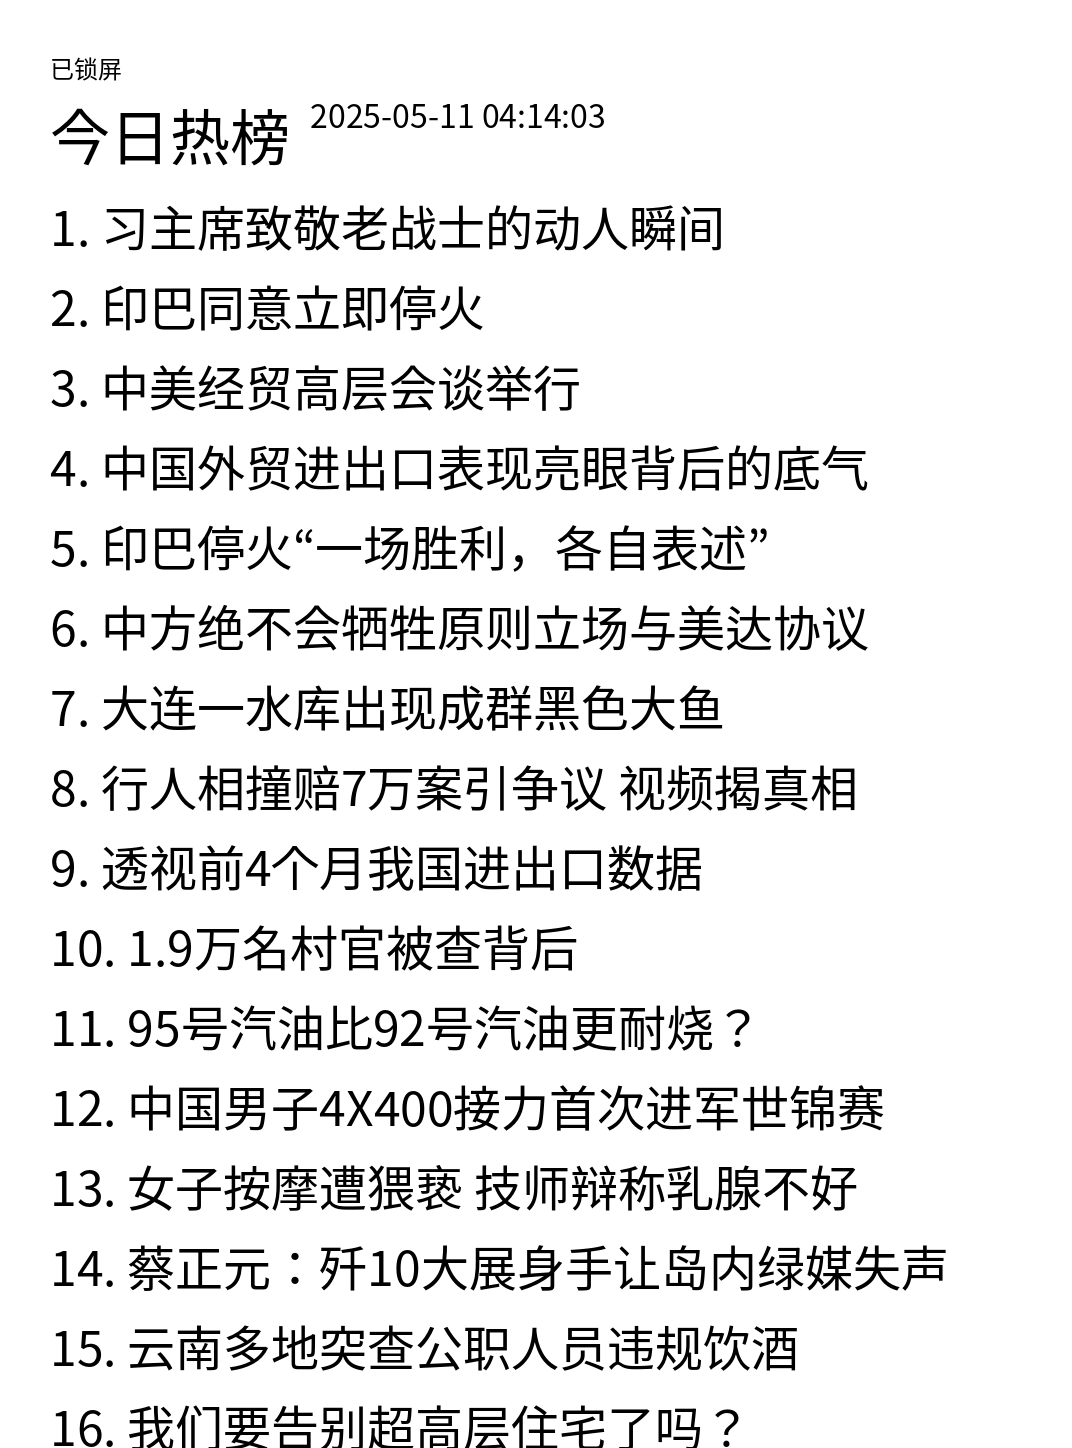 已锁屏
今日热榜 2025-05-11 04:14:03
1. 习主席致敬老战士的动人瞬间
2. 印巴同意立即停火
3. 中美经贸高层会谈举行
4. 中国外贸进出口表现亮眼背后的底气
5. 印巴停火“一场胜利，各自表述”
6. 中方绝不会牺牲原则立场与美达协议
7. 大连一水库出现成群黑色大鱼
8. 行人相撞赔7万案引争议 视频揭真相
9. 透视前4个月我国进出口数据
10. 1.9万名村官被查背后
11. 95号汽油比92号汽油更耐烧？
12. 中国男子4X400接力首次进军世锦赛
13. 女子按摩遭猥亵 技师辩称乳腺不好
14. 蔡正元：歼10大展身手让岛内绿媒失声
15. 云南多地突查公职人员违规饮酒
16. 我们要告别超高层住宅了吗？